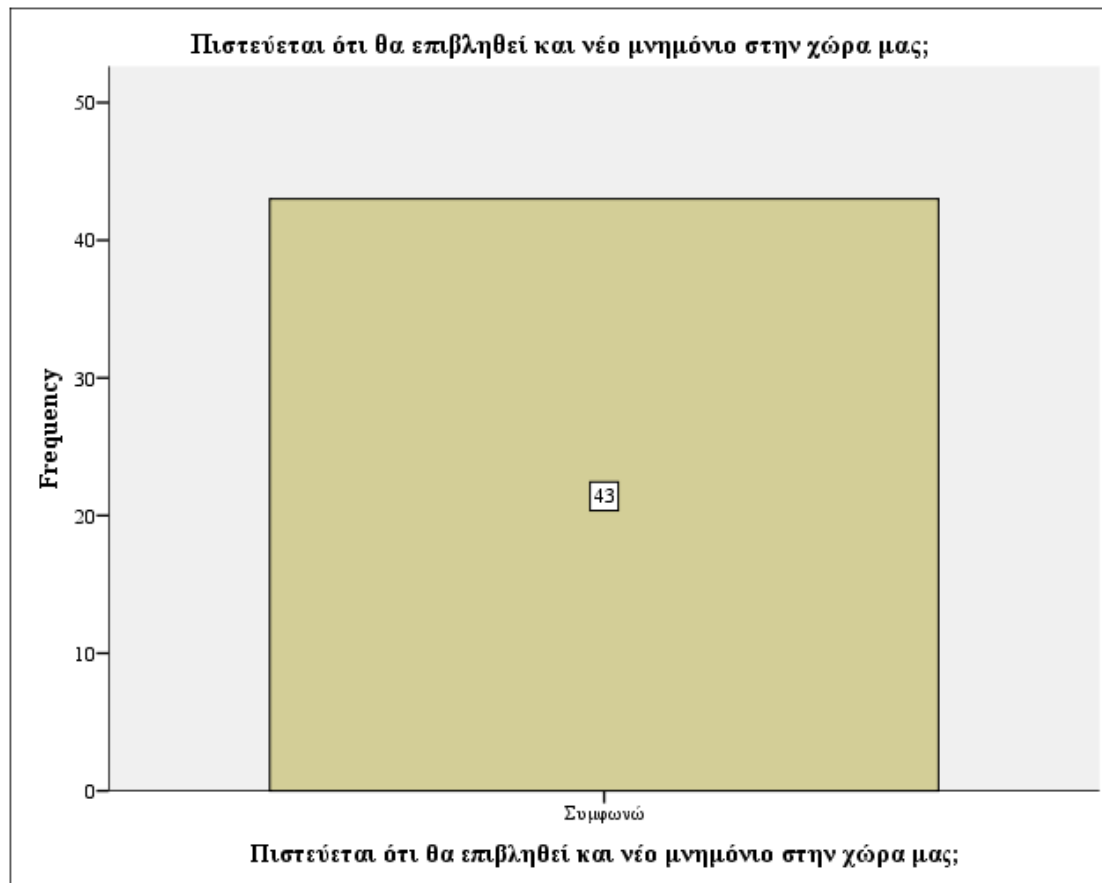 Πιστεύεται ότι θα επιβληθεί και νέο μνημόνιο στην χώρα μας;
50
40
30
20
10
0
Frequency
43
Συμφωνώ
Πιστεύεται ότι θα επιβληθεί και νέο μνημόνιο στην χώρα μας;